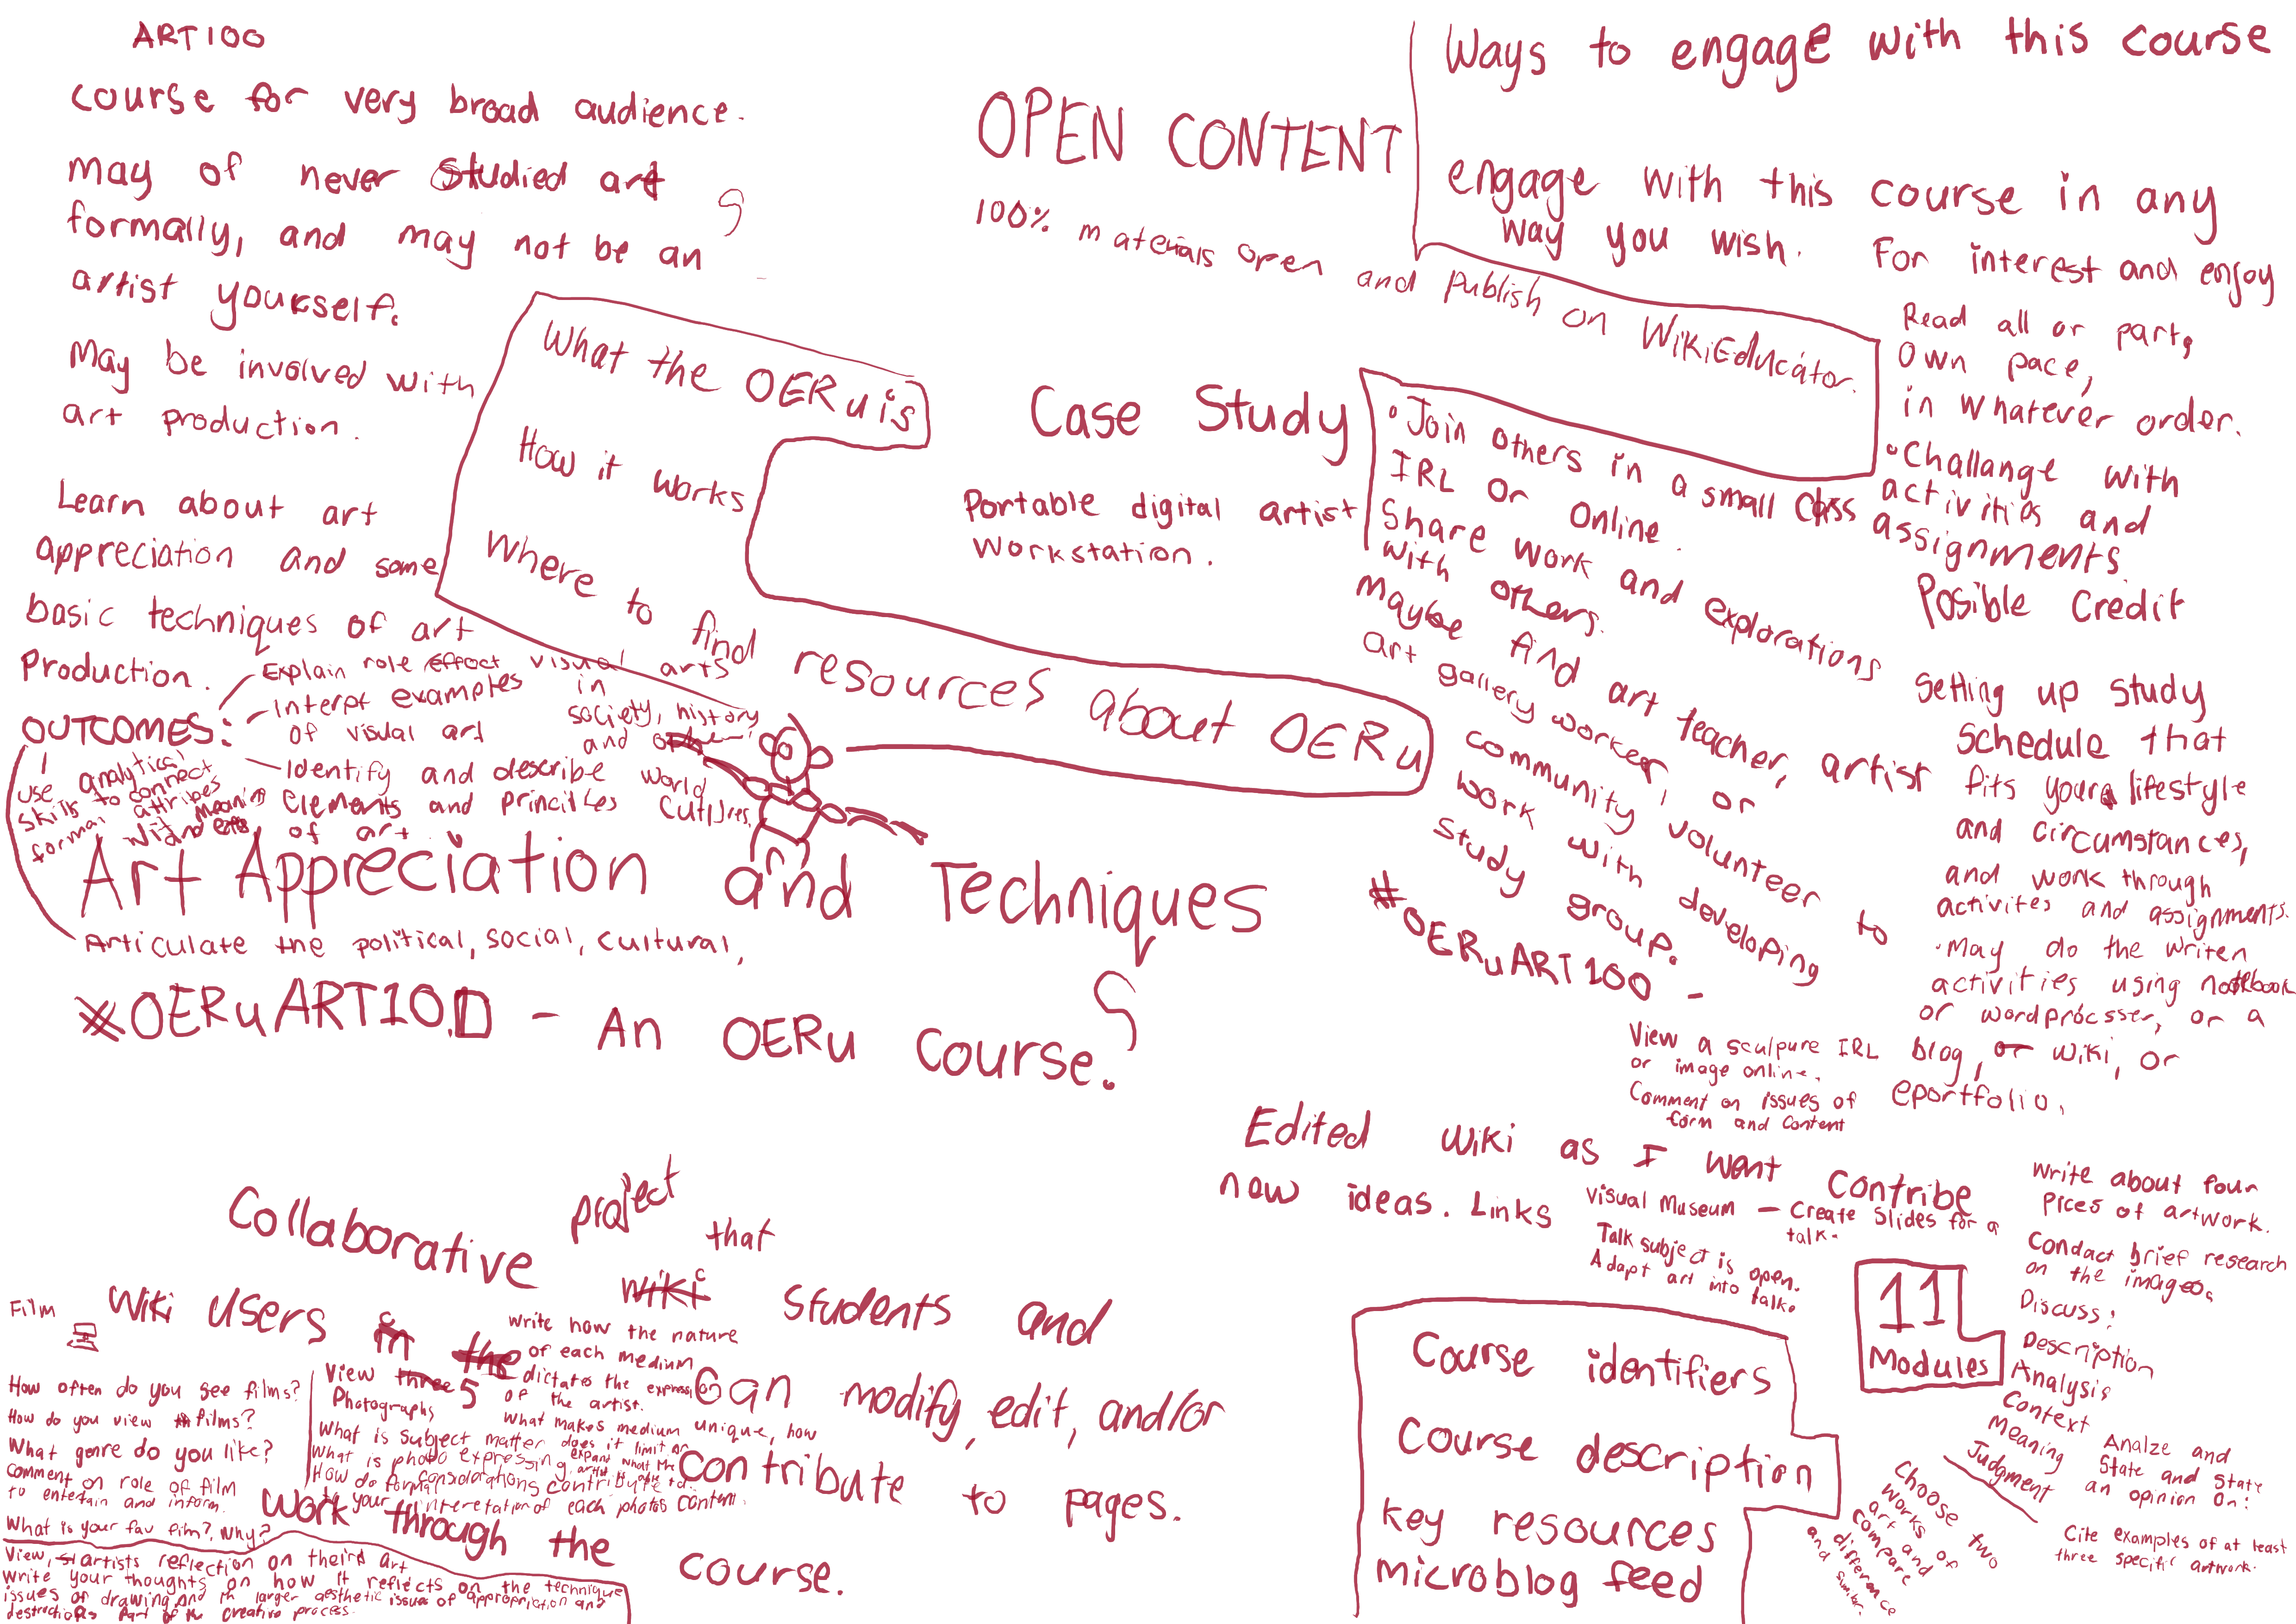 ART100
course for very broad audience.
may of never studied art
formally, and may not be an
artist yourself.
May be involved with
art production.
Learn about art
appreciation and some
basic techniques of art
Production.
OUTCOMES:
Explain role effect visual arts
in
society, history
and
world
Cutlures.
Interpt examples
of visual art
Identify and describe
elements and princitles
of art.
use analytical
skills to connect
formal attribes
with meaning
Articulate the political, social, cultural,
What the OERu is
How it works
Where to find resources about OERu
OPEN CONTENT
100% materials open and Publish on WikiEducator.
Case Study
Portable digital artist
Workstation.
Ways to engage with this course
engage with this course in any
way you wish.
For interest and enjoy
Read all or part,
own pace,
in whatever order.
• Challange with
activities and
assignments.
Posible Credit
• Join others in a small class
IRL or online.
Share work and explorations
with others.
Maybe find art teacher, artist
art gallery worker, or
community volunteer to
work with developing
study group.
#OERuART100 -
Setting up study
schedule that
fits your lifestyle
and circumstances,
and work through
activites and assignments.
• May do the writen
activities using notebook
or wordprocsser, or a
blog, or wiki, or
eportfolio.
Art Appreciation and Techniques
#OERuART100 - An OERu Course.
View a sculpure IRL
or image online.
Comment on issues of
form and content
Edited wiki as I want contribe
new ideas. Links
Visual Museum - Create Slides for a
talk.
Talk subject is open.
Adapt art into talk.
Write about four
pices of artwork.
Conduct brief research
on the images.
Discuss:
Description
Analysis
Context
Meaning
Judgment
Analze and
State and State
an opinion on:
Cite examples of at least
three specific artwork.
Choose two
works of
art and
compare
difference
and similar.
11
Modules
Course identifiers
Course description
key resources
microblog feed
Collaborative project that
wiki
Wiki users in the
students and
can modify, edit, and/or
contribute to pages.
work through the
course.
Film
How often do you see films?
How do you view films?
What genre do you like?
Comment on role of film
to entertain and inform.
What is your fav film?, Why?
Write how the nature
of each medium
dictates the expression
of the artist.
What makes medium unique, how
does it limit or
expant what the
artist is able to.
View three 5
Photographs
What is subject matter
What is photo expressing.
How do formal considorations contribute
to your interetation of each photos content.
View, artists reflection on theird art
Write your thoughts on how it reflects on the technique
issues of drawing and the larger aesthetic issues of appropriation and
destruction as part of the creative process.